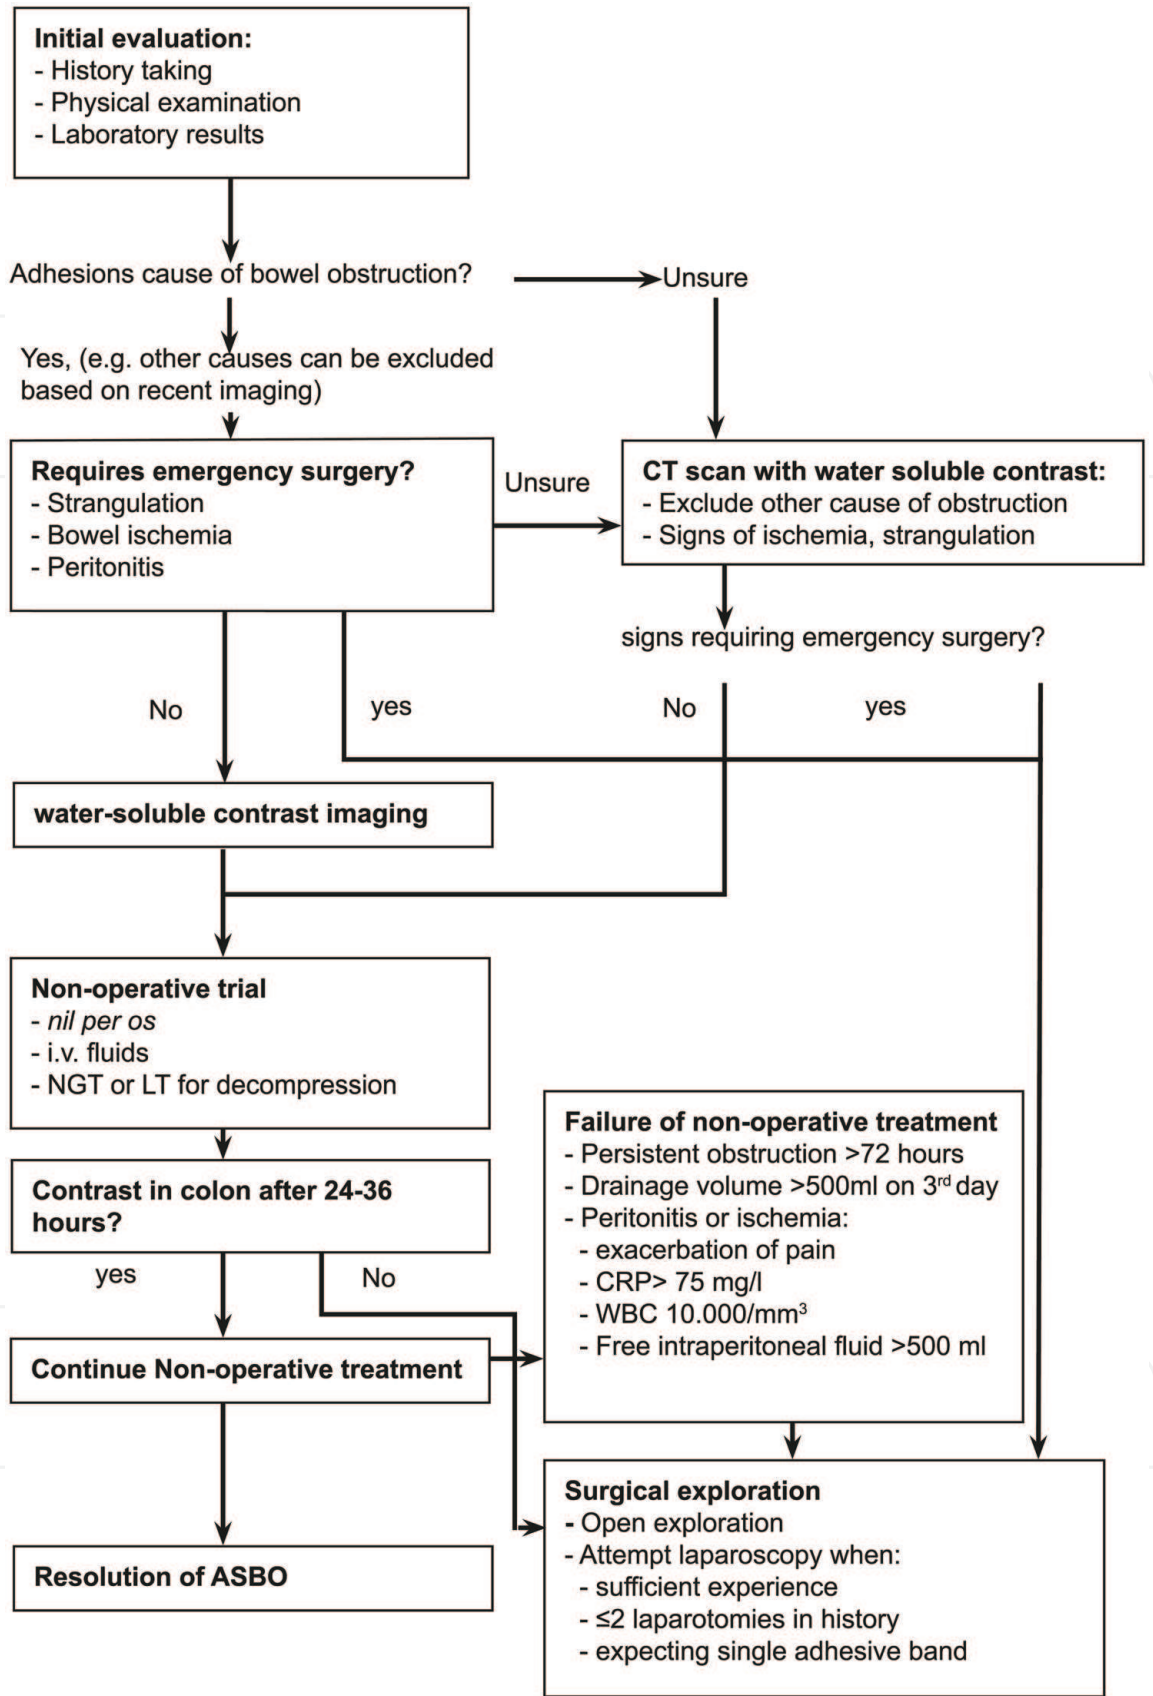 Initial evaluation:
- History taking
- Physical examination
- Laboratory results
Adhesions cause of bowel obstruction?
Unsure
Yes, (e.g. other causes can be excluded
based on recent imaging)
Requires emergency surgery?
- Strangulation
- Bowel ischemia
- Peritonitis
Unsure
CT scan with water soluble contrast:
- Exclude other cause of obstruction
- Signs of ischemia, strangulation
signs requiring emergency surgery?
No
yes
No
yes
water-soluble contrast imaging
Non-operative trial
- nil per os
- i.v. fluids
- NGT or LT for decompression
Contrast in colon after 24-36
hours?
yes
No
Continue Non-operative treatment
Failure of non-operative treatment
- Persistent obstruction >72 hours
- Drainage volume >500ml on 3rd day
- Peritonitis or ischemia:
- exacerbation of pain
- CRP> 75 mg/l
- WBC 10.000/mm³
- Free intraperitoneal fluid >500 ml
Resolution of ASBO
Surgical exploration
- Open exploration
- Attempt laparoscopy when:
- sufficient experience
- ≤2 laparotomies in history
- expecting single adhesive band